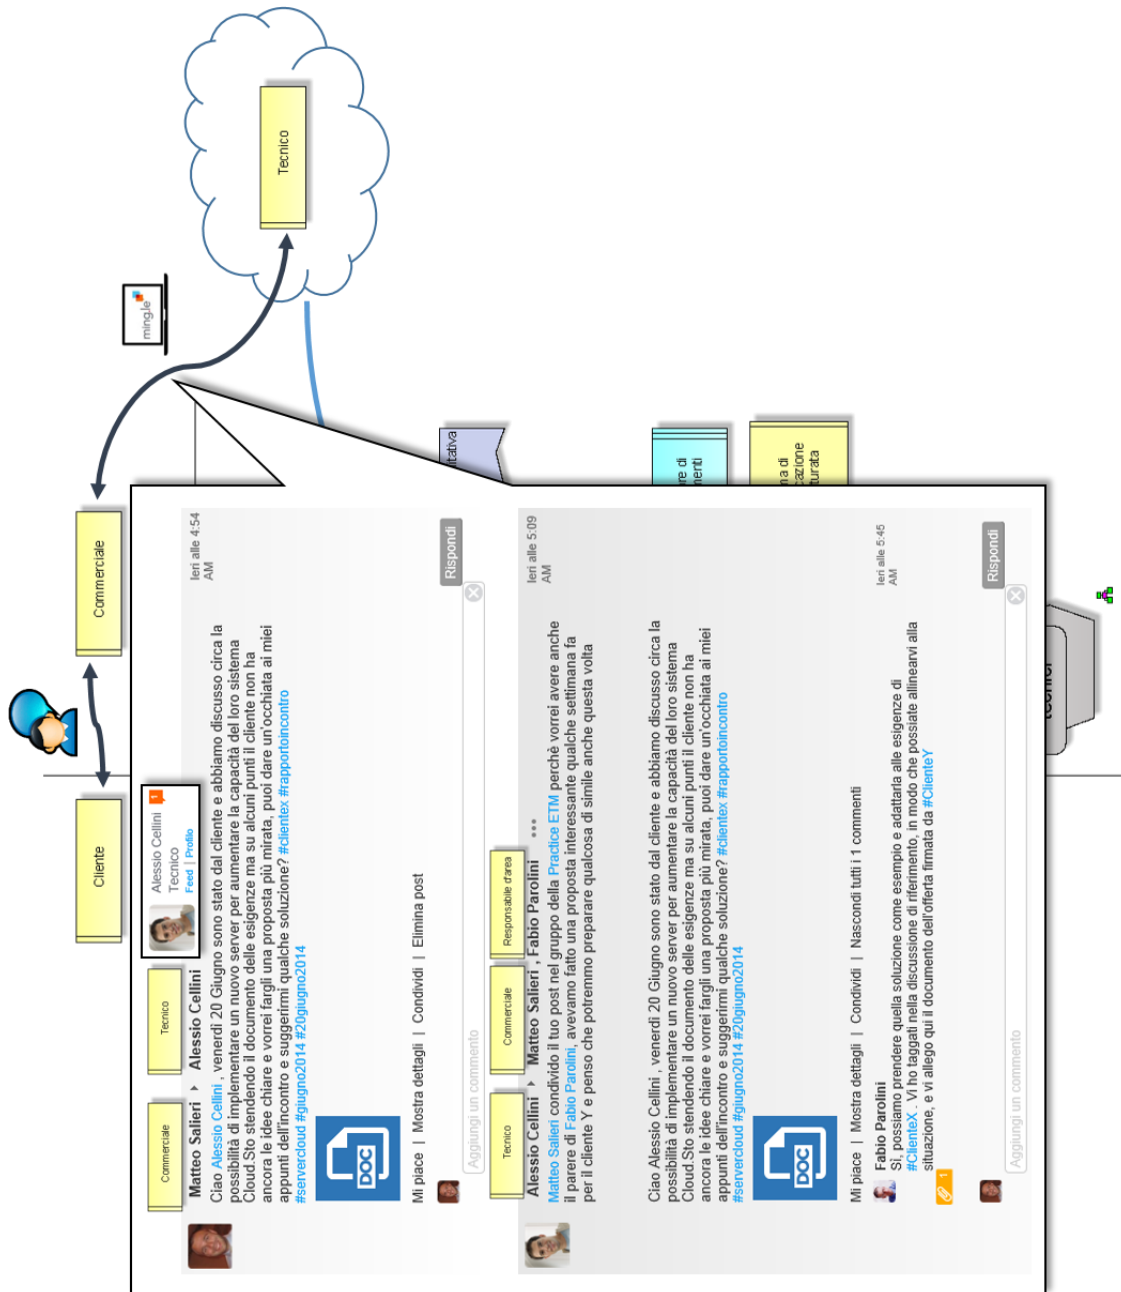 Tecnico
ming.le
Cliente
Commerciale
itativa
re di
menti
ma di
cazione
turata
Alessio Cellini 1
Tecnico
Feed | Profilo
Commerciale
Tecnico
Matteo Salieri ▸ Alessio Cellini
Ieri alle 4:54
AM
Ciao Alessio Cellini , venerdì 20 Giugno sono stato dal cliente e abbiamo discusso circa la
possibilità di implementare un nuovo server per aumentare la capacità del loro sistema
Cloud.Sto stendendo il documento delle esigenze ma su alcuni punti il cliente non ha
ancora le idee chiare e vorrei fargli una proposta più mirata, puoi dare un'occhiata ai miei
appunti dell'incontro e suggerirmi qualche soluzione? #clientex #rapportoincontro
#servercloud #giugno2014 #20giugno2014
DOC
Mi piace | Mostra dettagli | Condividi | Elimina post
Aggiungi un commento
Rispondi
Tecnico
Commerciale
Responsabile d'area
Alessio Cellini ▸ Matteo Salieri , Fabio Parolini
Ieri alle 5:09
AM
Matteo Salieri condivido il tuo post nel gruppo della Practice ETM perchè vorrei avere anche
il parere di Fabio Parolini, avevamo fatto una proposta interessante qualche settimana fa
per il cliente Y e penso che potremmo preparare qualcosa di simile anche questa volta
Ciao Alessio Cellini , venerdì 20 Giugno sono stato dal cliente e abbiamo discusso circa la
possibilità di implementare un nuovo server per aumentare la capacità del loro sistema
Cloud.Sto stendendo il documento delle esigenze ma su alcuni punti il cliente non ha
ancora le idee chiare e vorrei fargli una proposta più mirata, puoi dare un'occhiata ai miei
appunti dell'incontro e suggerirmi qualche soluzione? #clientex #rapportoincontro
#servercloud #giugno2014 #20giugno2014
DOC
Mi piace | Mostra dettagli | Condividi | Nascondi tutti i 1 commenti
Fabio Parolini
Ieri alle 5:45
AM
Sì, possiamo prendere quella soluzione come esempio e adattarla alle esigenze di
#ClienteX . Vi ho taggati nella discussione di riferimento, in modo che possiate allinearvi alla
situazione, e vi allego qui il documento dell'offerta firmata da #ClienteY
1
Aggiungi un commento
Rispondi